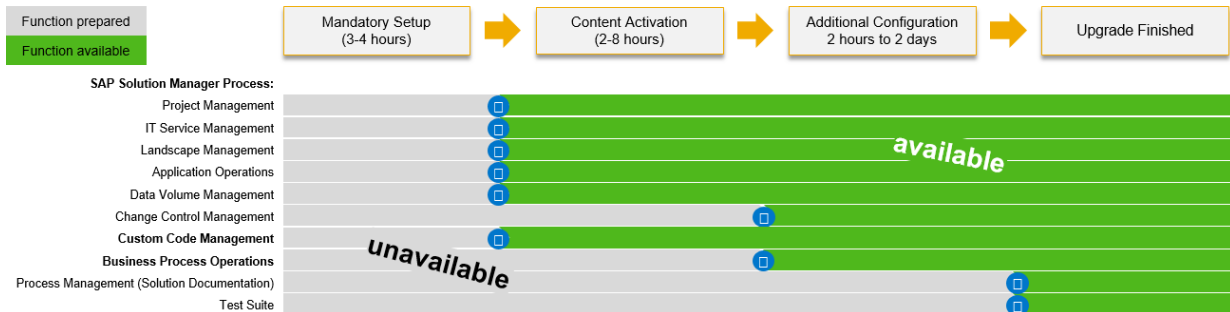 Function prepared
Function available
Mandatory Setup
(3-4 hours)
Content Activation
(2-8 hours)
Additional Configuration
2 hours to 2 days
Upgrade Finished
SAP Solution Manager Process:
Project Management
IT Service Management
Landscape Management
Application Operations
Data Volume Management
Change Control Management
Custom Code Management
Business Process Operations
Process Management (Solution Documentation)
Test Suite
available
unavailable